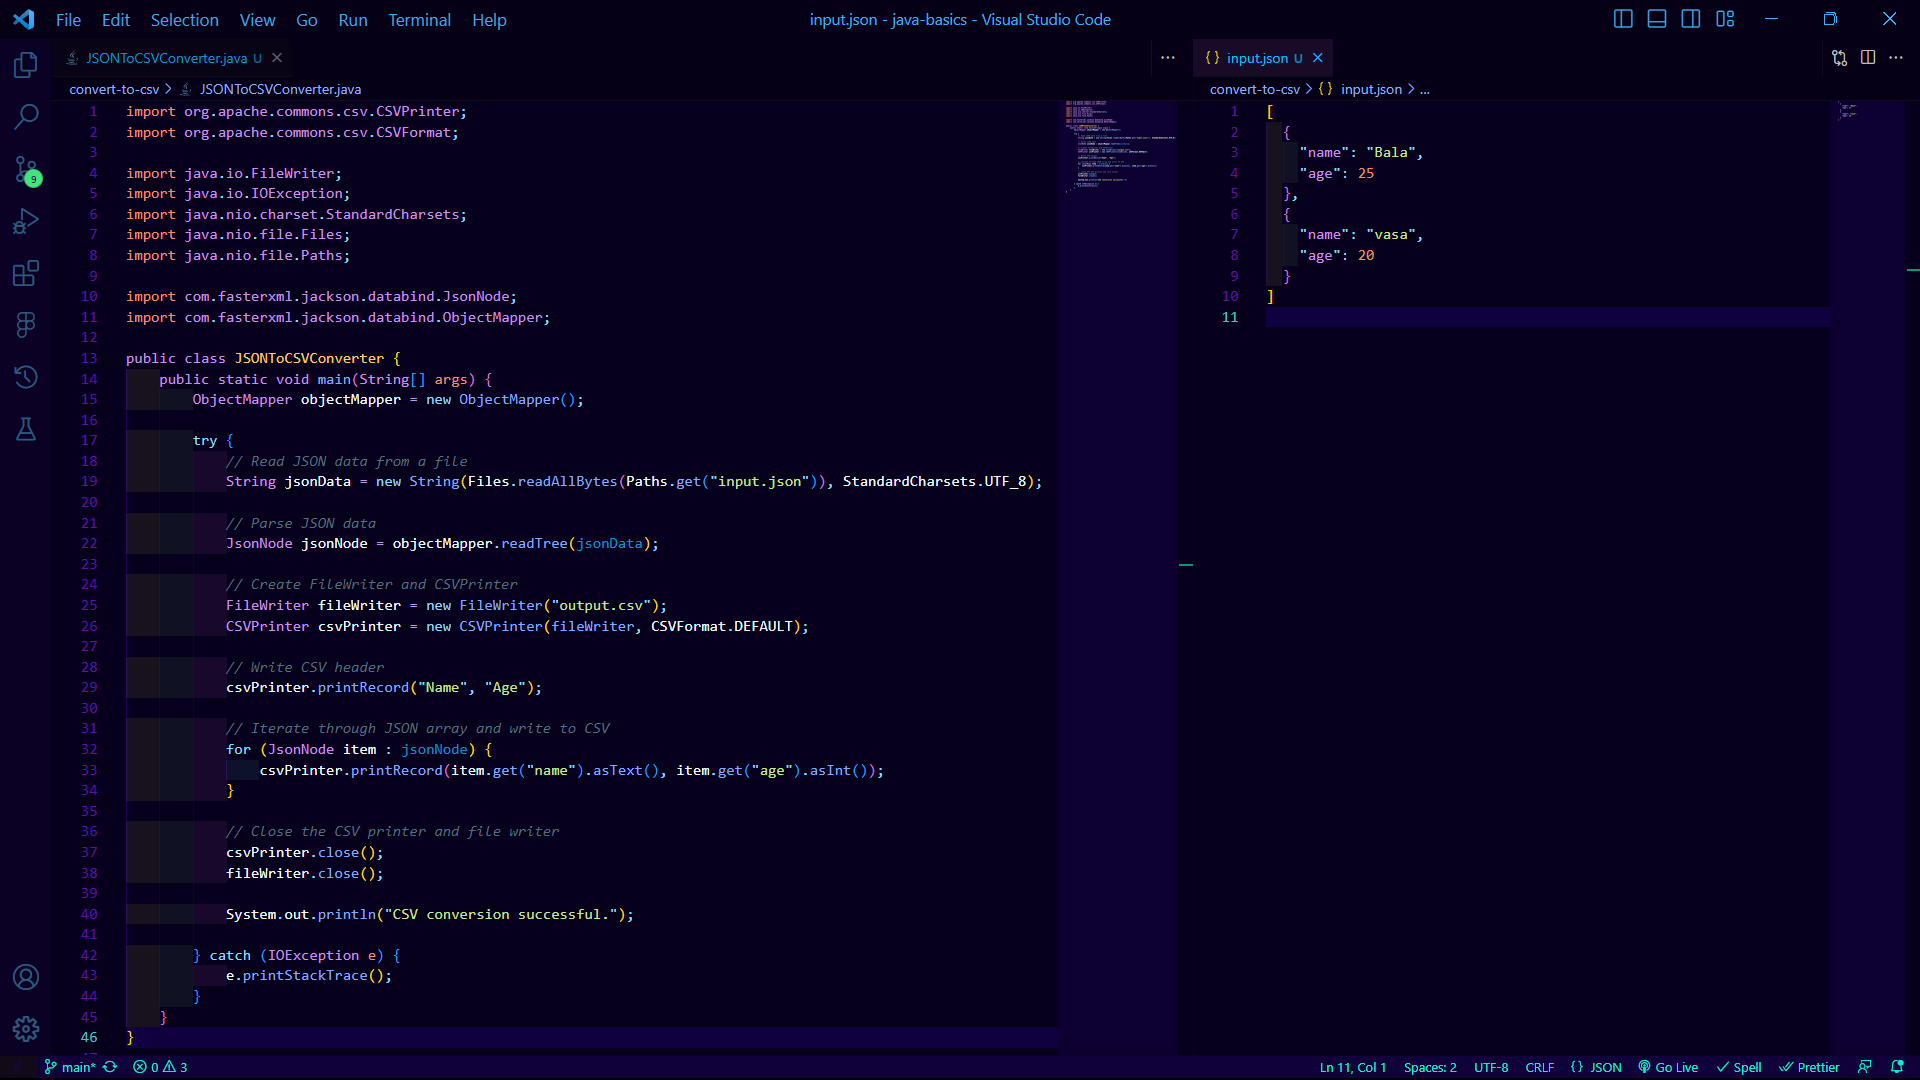 File Edit Selection View Go Run Terminal Help
input.json - java-basics - Visual Studio Code
JSONToCSVConverter.java U
convert-to-csv > JSONToCSVConverter.java
1 import org.apache.commons.csv.CSVPrinter;
2 import org.apache.commons.csv.CSVFormat;
3
4 import java.io.FileWriter;
5 import java.io.IOException;
6 import java.nio.charset.StandardCharsets;
7 import java.nio.file.Files;
8 import java.nio.file.Paths;
9
10 import com.fasterxml.jackson.databind.JsonNode;
11 import com.fasterxml.jackson.databind.ObjectMapper;
12
13 public class JSONToCSVConverter {
14 public static void main(String[] args) {
15 ObjectMapper objectMapper = new ObjectMapper();
16
17 try {
18 // Read JSON data from a file
19 String jsonData = new String(Files.readAllBytes(Paths.get("input.json")), StandardCharsets.UTF_8);
20
21 // Parse JSON data
22 JsonNode jsonNode = objectMapper.readTree(jsonData);
23
24 // Create FileWriter and CSVPrinter
25 FileWriter fileWriter = new FileWriter("output.csv");
26 CSVPrinter csvPrinter = new CSVPrinter(fileWriter, CSVFormat.DEFAULT);
27
28 // Write CSV header
29 csvPrinter.printRecord("Name", "Age");
30
31 // Iterate through JSON array and write to CSV
32 for (JsonNode item : jsonNode) {
33 csvPrinter.printRecord(item.get("name").asText(), item.get("age").asInt());
34 }
35
36 // Close the CSV printer and file writer
37 csvPrinter.close();
38 fileWriter.close();
39
40 System.out.println("CSV conversion successful.");
41
42 } catch (IOException e) {
43 e.printStackTrace();
44 }
45 }
46 }
{} input.json U
convert-to-csv > {} input.json > ...
1 [
2 {
3 "name": "Bala",
4 "age": 25
5 },
6 {
7 "name": "vasa",
8 "age": 20
9 }
10 ]
11
9
main* 0 3
Ln 11, Col 1 Spaces: 2 UTF-8 CRLF {} JSON Go Live Spell Prettier